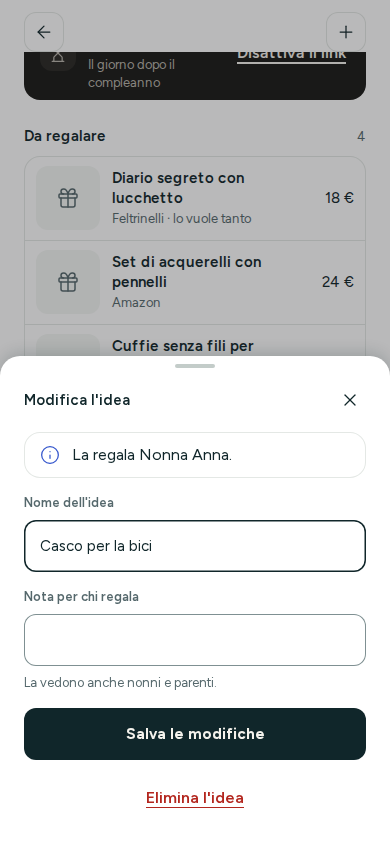 Disattiva il link
Il giorno dopo il
compleanno
Da regalare
4
Diario segreto con
lucchetto
18 €
Feltrinelli · lo vuole tanto
Set di acquerelli con
pennelli
24 €
Amazon
Cuffie senza fili per
Modifica l'idea
La regala Nonna Anna.
Nome dell'idea
Casco per la bici
Nota per chi regala
La vedono anche nonni e parenti.
Salva le modifiche
Elimina l'idea